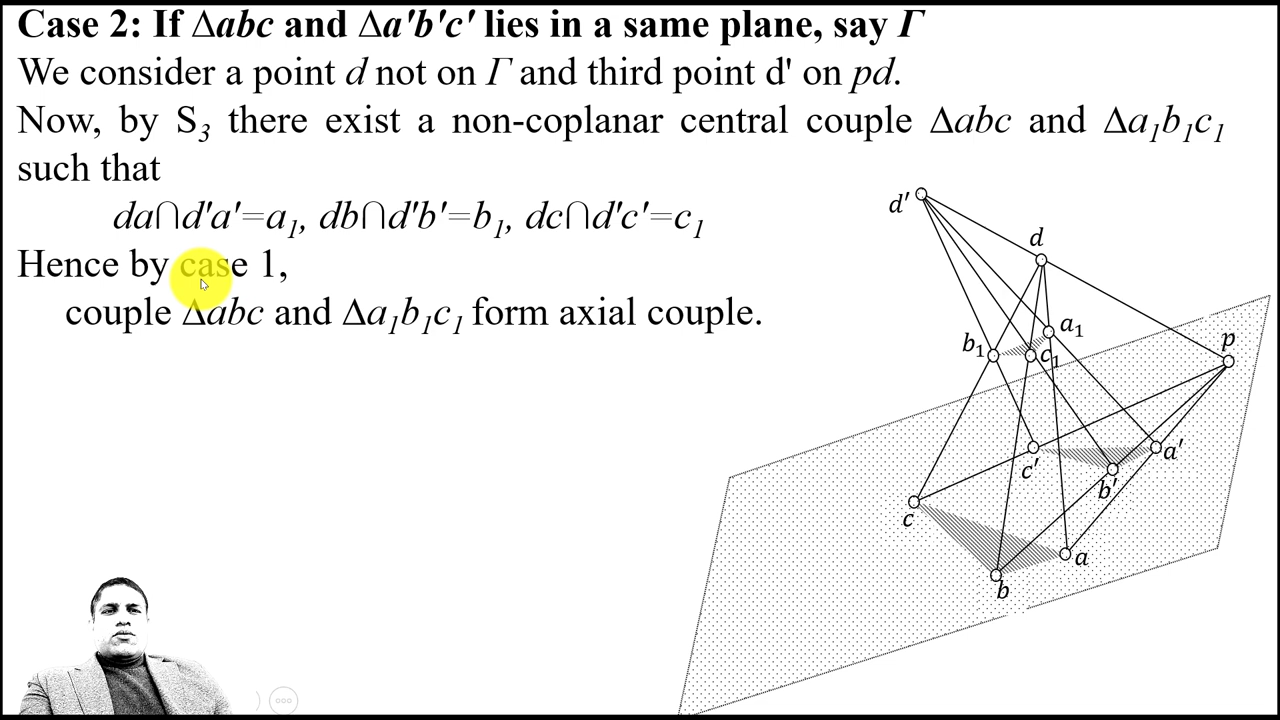 Case 2: If Δabc and Δa'b'c' lies in a same plane, say Γ
We consider a point d not on Γ and third point d' on pd.
Now, by S₃ there exist a non-coplanar central couple Δabc and Δa₁b₁c₁
such that
da∩d'a'=a₁, db∩d'b'=b₁, dc∩d'c'=c₁
Hence by case 1,
couple Δabc and Δa₁b₁c₁ form axial couple.
d'
d
a₁
b₁
c₁
p
c'
a'
b'
c
a
b